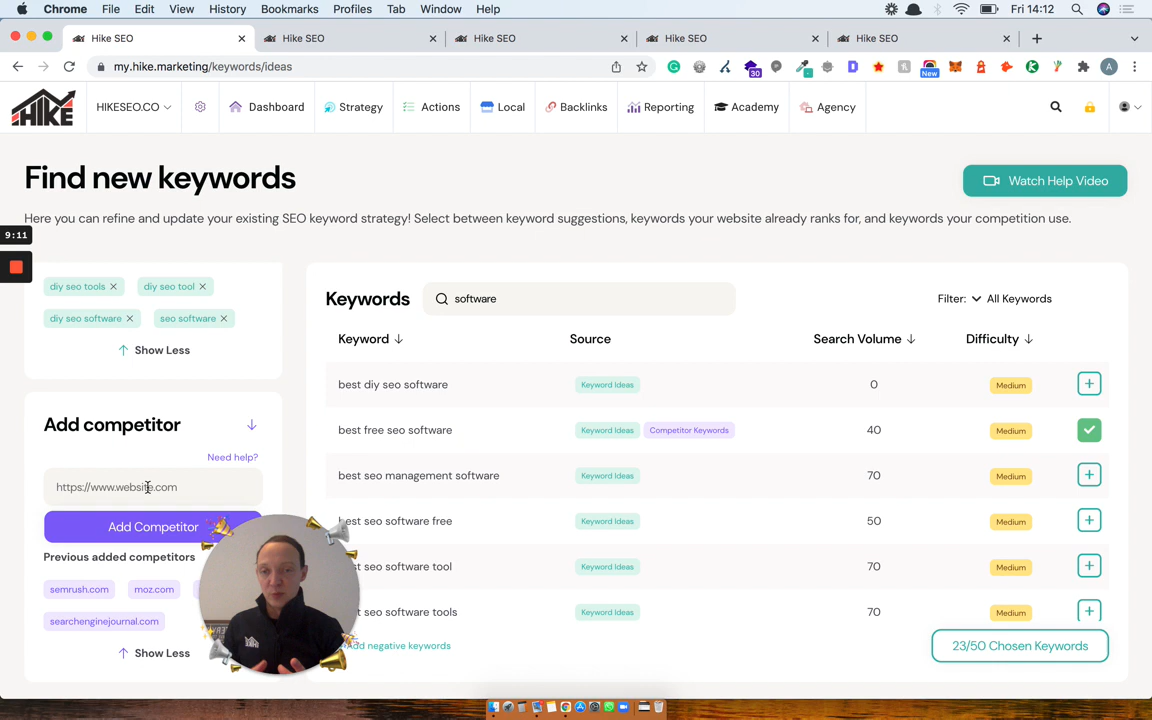 Chrome File Edit View History Bookmarks Profiles Tab Window Help Fri 14:12
Hike SEO Hike SEO Hike SEO Hike SEO Hike SEO
my.hike.marketing/keywords/ideas 30 New A
HIKE HIKESEO.CO Dashboard Strategy Actions Local Backlinks Reporting Academy Agency
Find new keywords
Watch Help Video
Here you can refine and update your existing SEO keyword strategy! Select between keyword suggestions, keywords your website already ranks for, and keywords your competition use.
9:11
diy seo tools diy seo tool
diy seo software seo software
Show Less
Add competitor
Need help?
https://www.website.com
Add Competitor
Previous added competitors
semrush.com moz.com
searchenginejournal.com
Show Less
Keywords software Filter: All Keywords
Keyword Source Search Volume Difficulty
best diy seo software Keyword Ideas 0 Medium
best free seo software Keyword Ideas Competitor Keywords 40 Medium
best seo management software Keyword Ideas 70 Medium
best seo software free Keyword Ideas 50 Medium
seo software tool Keyword Ideas 70 Medium
seo software tools Keyword Ideas 70 Medium
Add negative keywords
23/50 Chosen Keywords